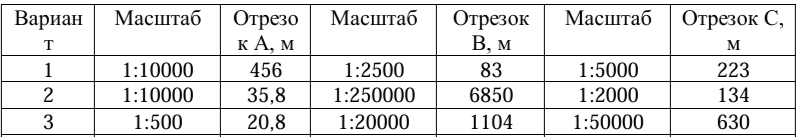 Вариан Масштаб Отрезо Масштаб Отрезок Масштаб Отрезок С,
т к А, м В, м м
1 1:10000 456 1:2500 83 1:5000 223
2 1:10000 35,8 1:250000 6850 1:2000 134
3 1:500 20,8 1:20000 1104 1:50000 630